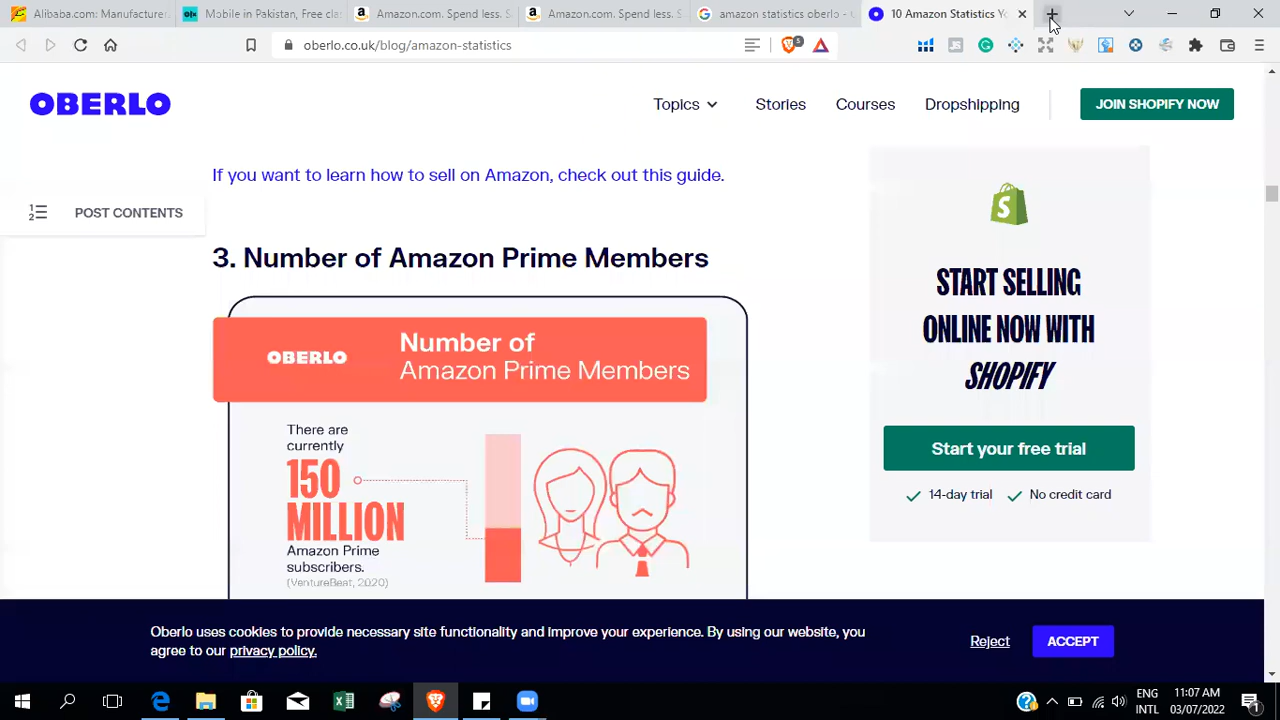 Alibaba.com: Manufacturer
Mobile in Pakistan, Free cla
Amazon.com. Spend less. S
Amazon.com. Spend less. S
amazon statistics oberlo -
10 Amazon Statistics Yo
oberlo.co.uk/blog/amazon-statistics
5
OBERLO
Topics
Stories
Courses
Dropshipping
JOIN SHOPIFY NOW
If you want to learn how to sell on Amazon, check out this guide.
POST CONTENTS
3. Number of Amazon Prime Members
OBERLO
Number of
Amazon Prime Members
There are
currently
150
MILLION
Amazon Prime
subscribers.
(VentureBeat, 2020)
START SELLING
ONLINE NOW WITH
SHOPIFY
Start your free trial
14-day trial
No credit card
Oberlo uses cookies to provide necessary site functionality and improve your experience. By using our website, you
agree to our privacy policy.
Reject
ACCEPT
ENG
INTL
11:07 AM
03/07/2022
1